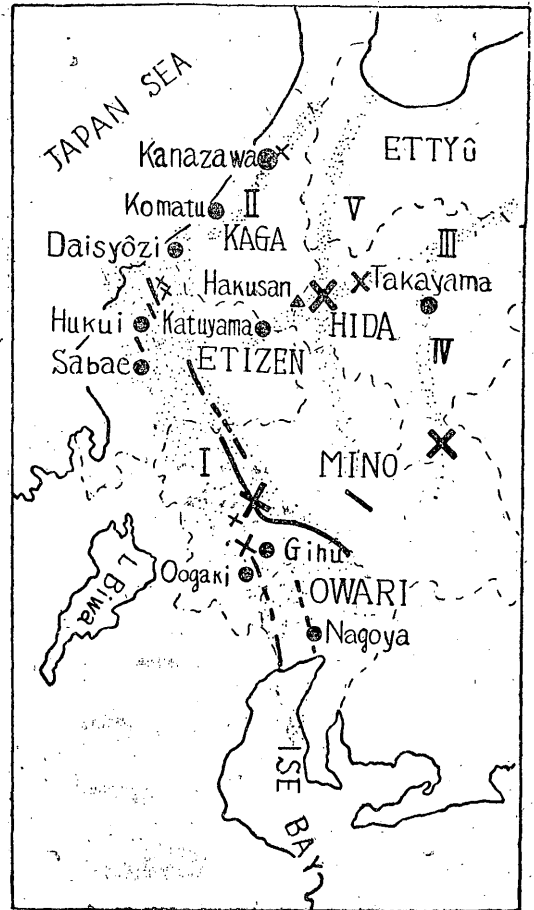 JAPAN SEA
Kanazawa
ETTYÛ
Komatu
II
V
KAGA
III
Daisyôzi
Hakusan
Takayama
Hukui
Katuyama
HIDA
Sabae
ETIZEN
IV
I
MINO
Gihu
Oogaki
OWARI
L. Biwa
Nagoya
ISE BAY